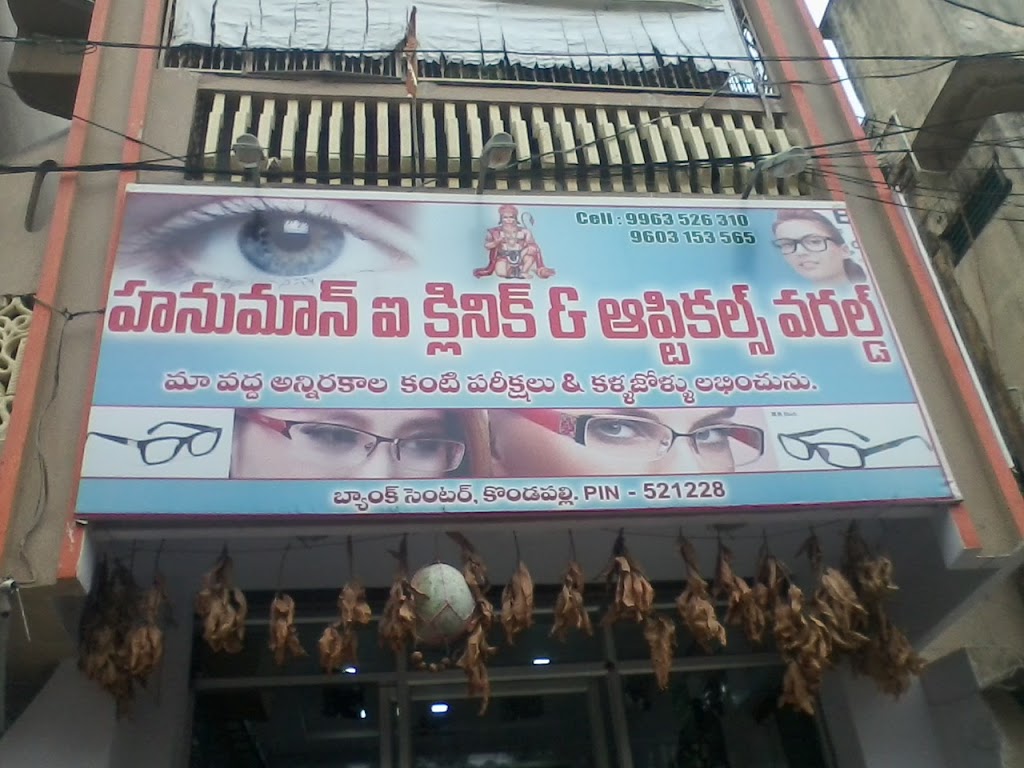 Cell : 9963 526 310
9603 153 565
హనుమాన్ ఐ క్లినిక్ & ఆప్టికల్స్ వరల్డ్
మా వద్ద అన్నిరకాల కంటి పరీక్షలు & కళ్ళజోళ్ళు లభించును.
బ్యాంక్ సెంటర్, కొండపల్లి. PIN - 521228